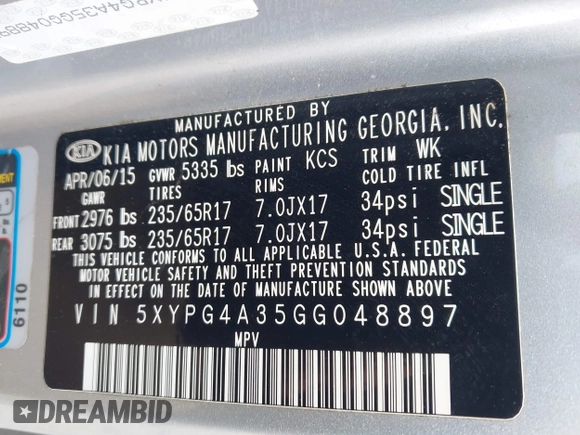 MANUFACTURED BY
KIA KIA MOTORS MANUFACTURING GEORGIA, INC.
APR/06/15 GVWR 5335 lbs PAINT KCS TRIM WK
GAWR TIRES RIMS COLD TIRE INFL
FRONT 2976 lbs 235/65R17 7.0JX17 34psi SINGLE
REAR 3075 lbs 235/65R17 7.0JX17 34psi SINGLE
THIS VEHICLE CONFORMS TO ALL APPLICABLE U.S.A. FEDERAL
MOTOR VEHICLE SAFETY AND THEFT PREVENTION STANDARDS
IN EFFECT ON THE DATE OF MANUFACTURE SHOWN ABOVE.
VIN 5XYPG4A35GG048897
MPV
6110
DREAMBID